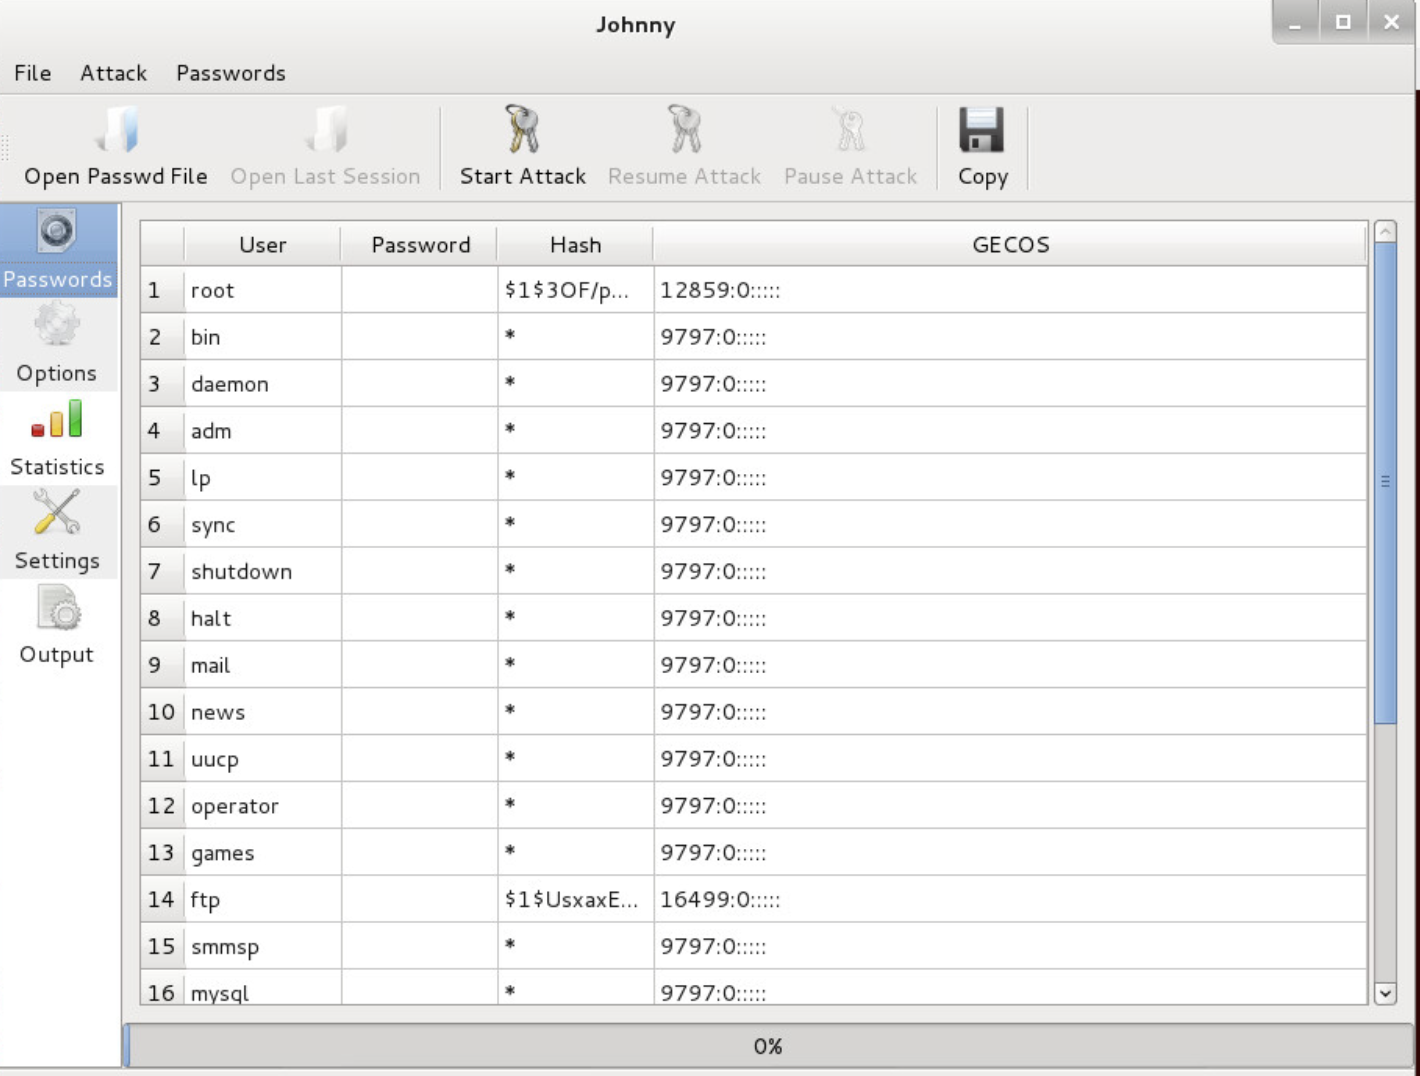 Johnny
File Attack Passwords
Open Passwd File Open Last Session Start Attack Resume Attack Pause Attack Copy
Passwords
Options
Statistics
Settings
Output
User Password Hash GECOS
1 root $1$3OF/p... 12859:0:::::
2 bin * 9797:0:::::
3 daemon * 9797:0:::::
4 adm * 9797:0:::::
5 lp * 9797:0:::::
6 sync * 9797:0:::::
7 shutdown * 9797:0:::::
8 halt * 9797:0:::::
9 mail * 9797:0:::::
10 news * 9797:0:::::
11 uucp * 9797:0:::::
12 operator * 9797:0:::::
13 games * 9797:0:::::
14 ftp $1$UsxaxE... 16499:0:::::
15 smmsp * 9797:0:::::
16 mysql * 9797:0:::::
0%